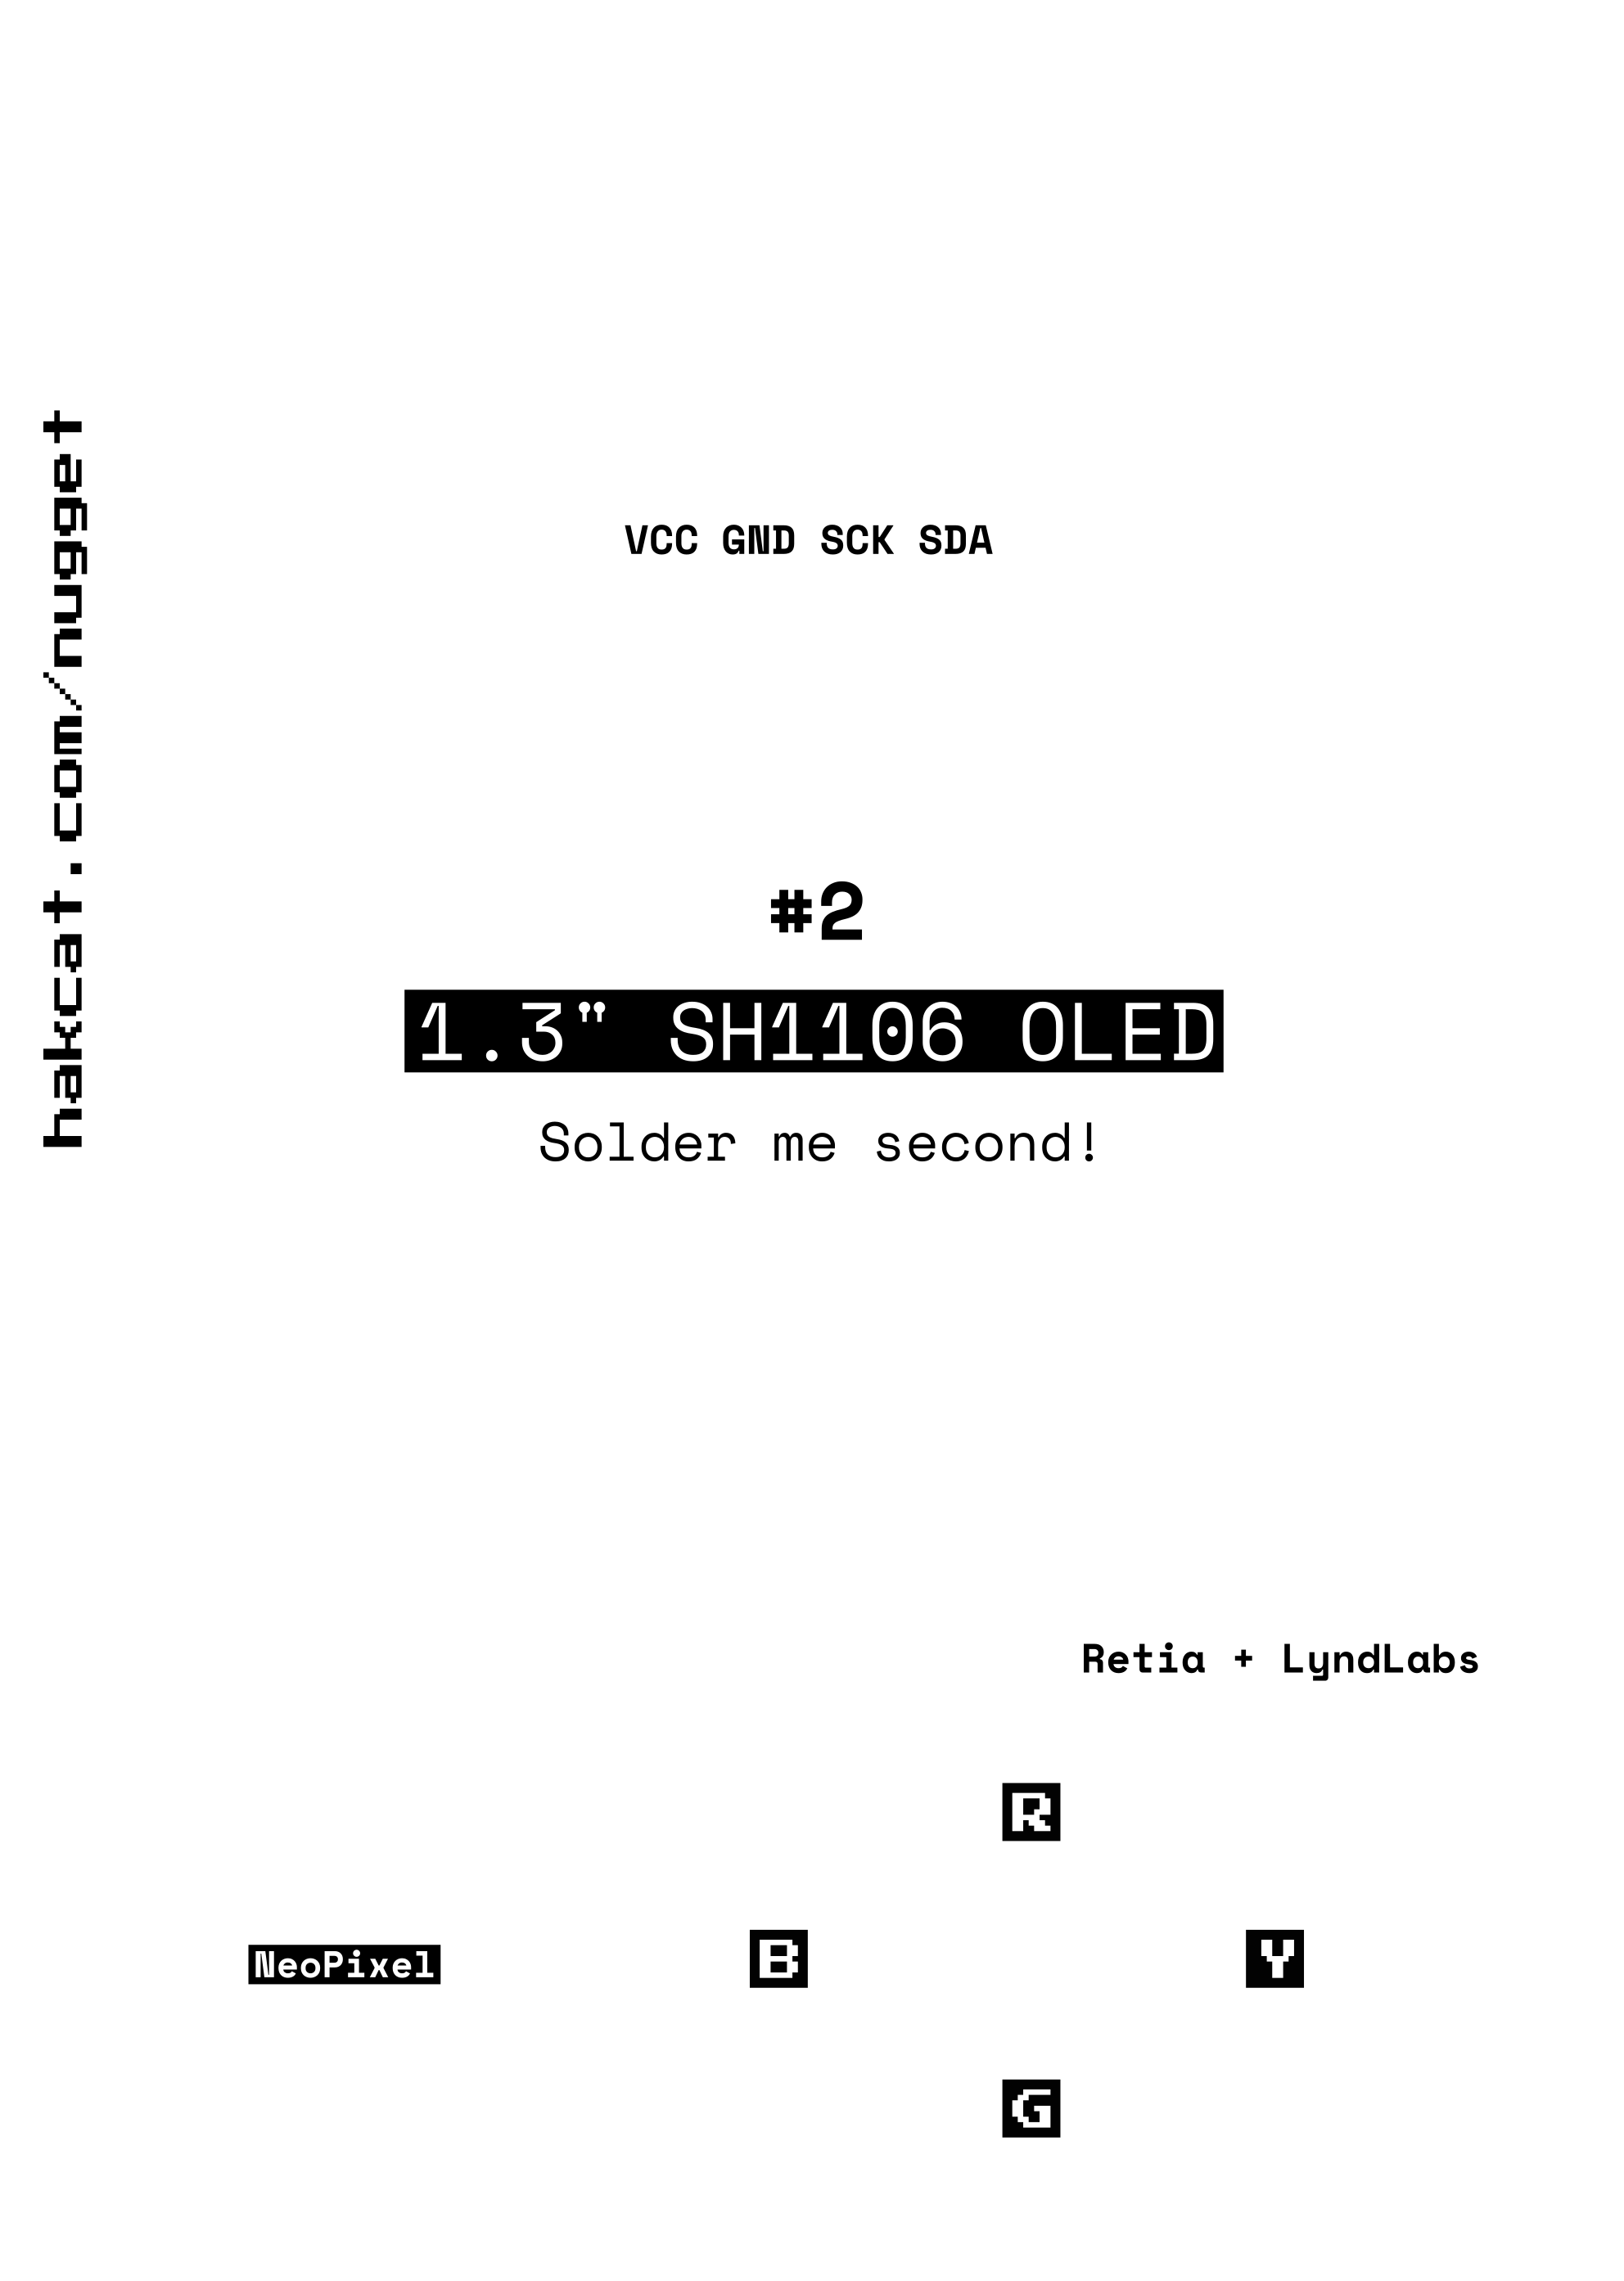 hakcat.com/nugget
VCC GND SCK SDA
#2
1.3" SH1106 OLED
Solder me second!
Retia + LyndLabs
R
NeoPixel
B
Y
G